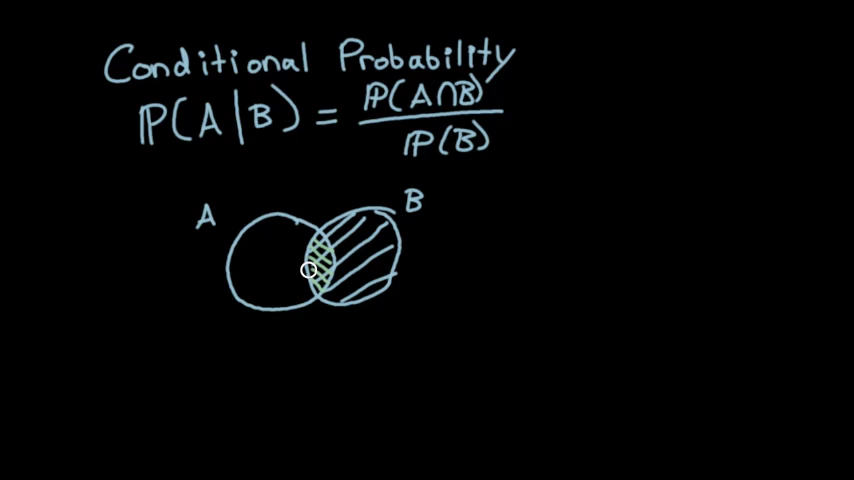 Conditional Probability
ℙ(A|B) = ℙ(A∩B) / ℙ(B)
A B